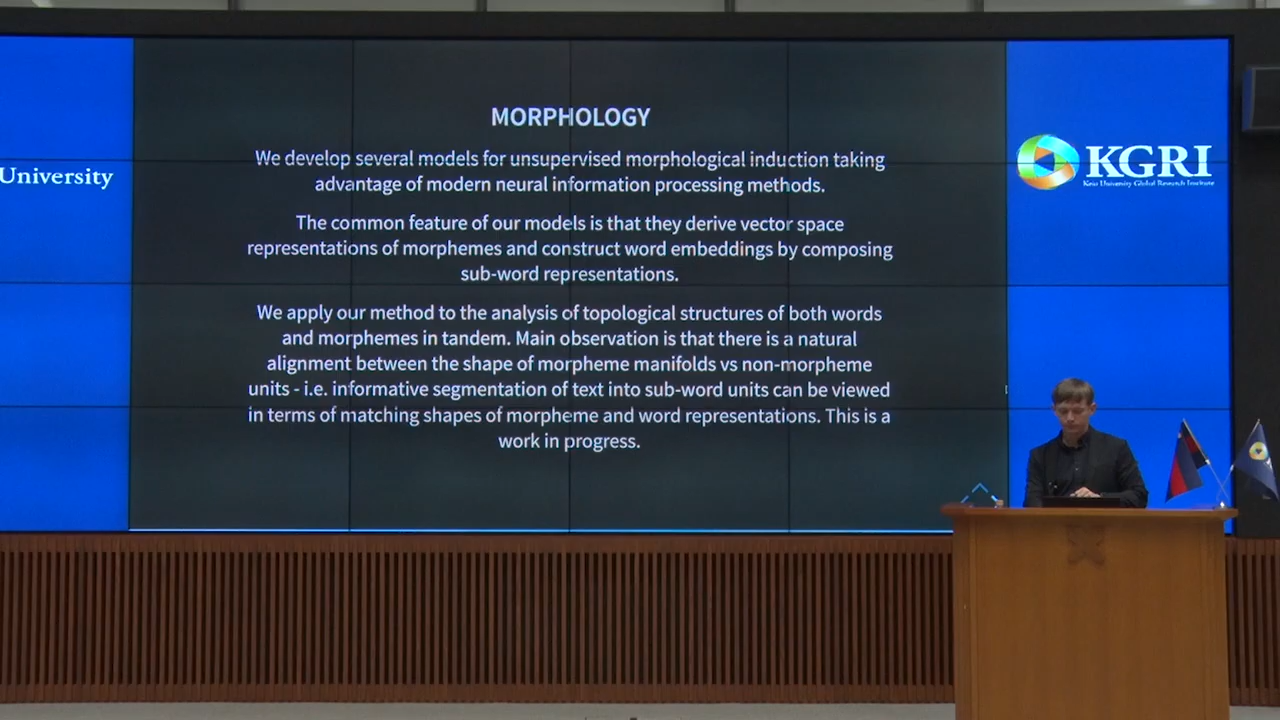 MORPHOLOGY
We develop several models for unsupervised morphological induction taking
advantage of modern neural information processing methods.
The common feature of our models is that they derive vector space
representations of morphemes and construct word embeddings by composing
sub-word representations.
We apply our method to the analysis of topological structures of both words
and morphemes in tandem. Main observation is that there is a natural
alignment between the shape of morpheme manifolds vs non-morpheme
units - i.e. informative segmentation of text into sub-word units can be viewed
in terms of matching shapes of morpheme and word representations. This is a
work in progress.
University
KGRI
Keio University Global Research Institute